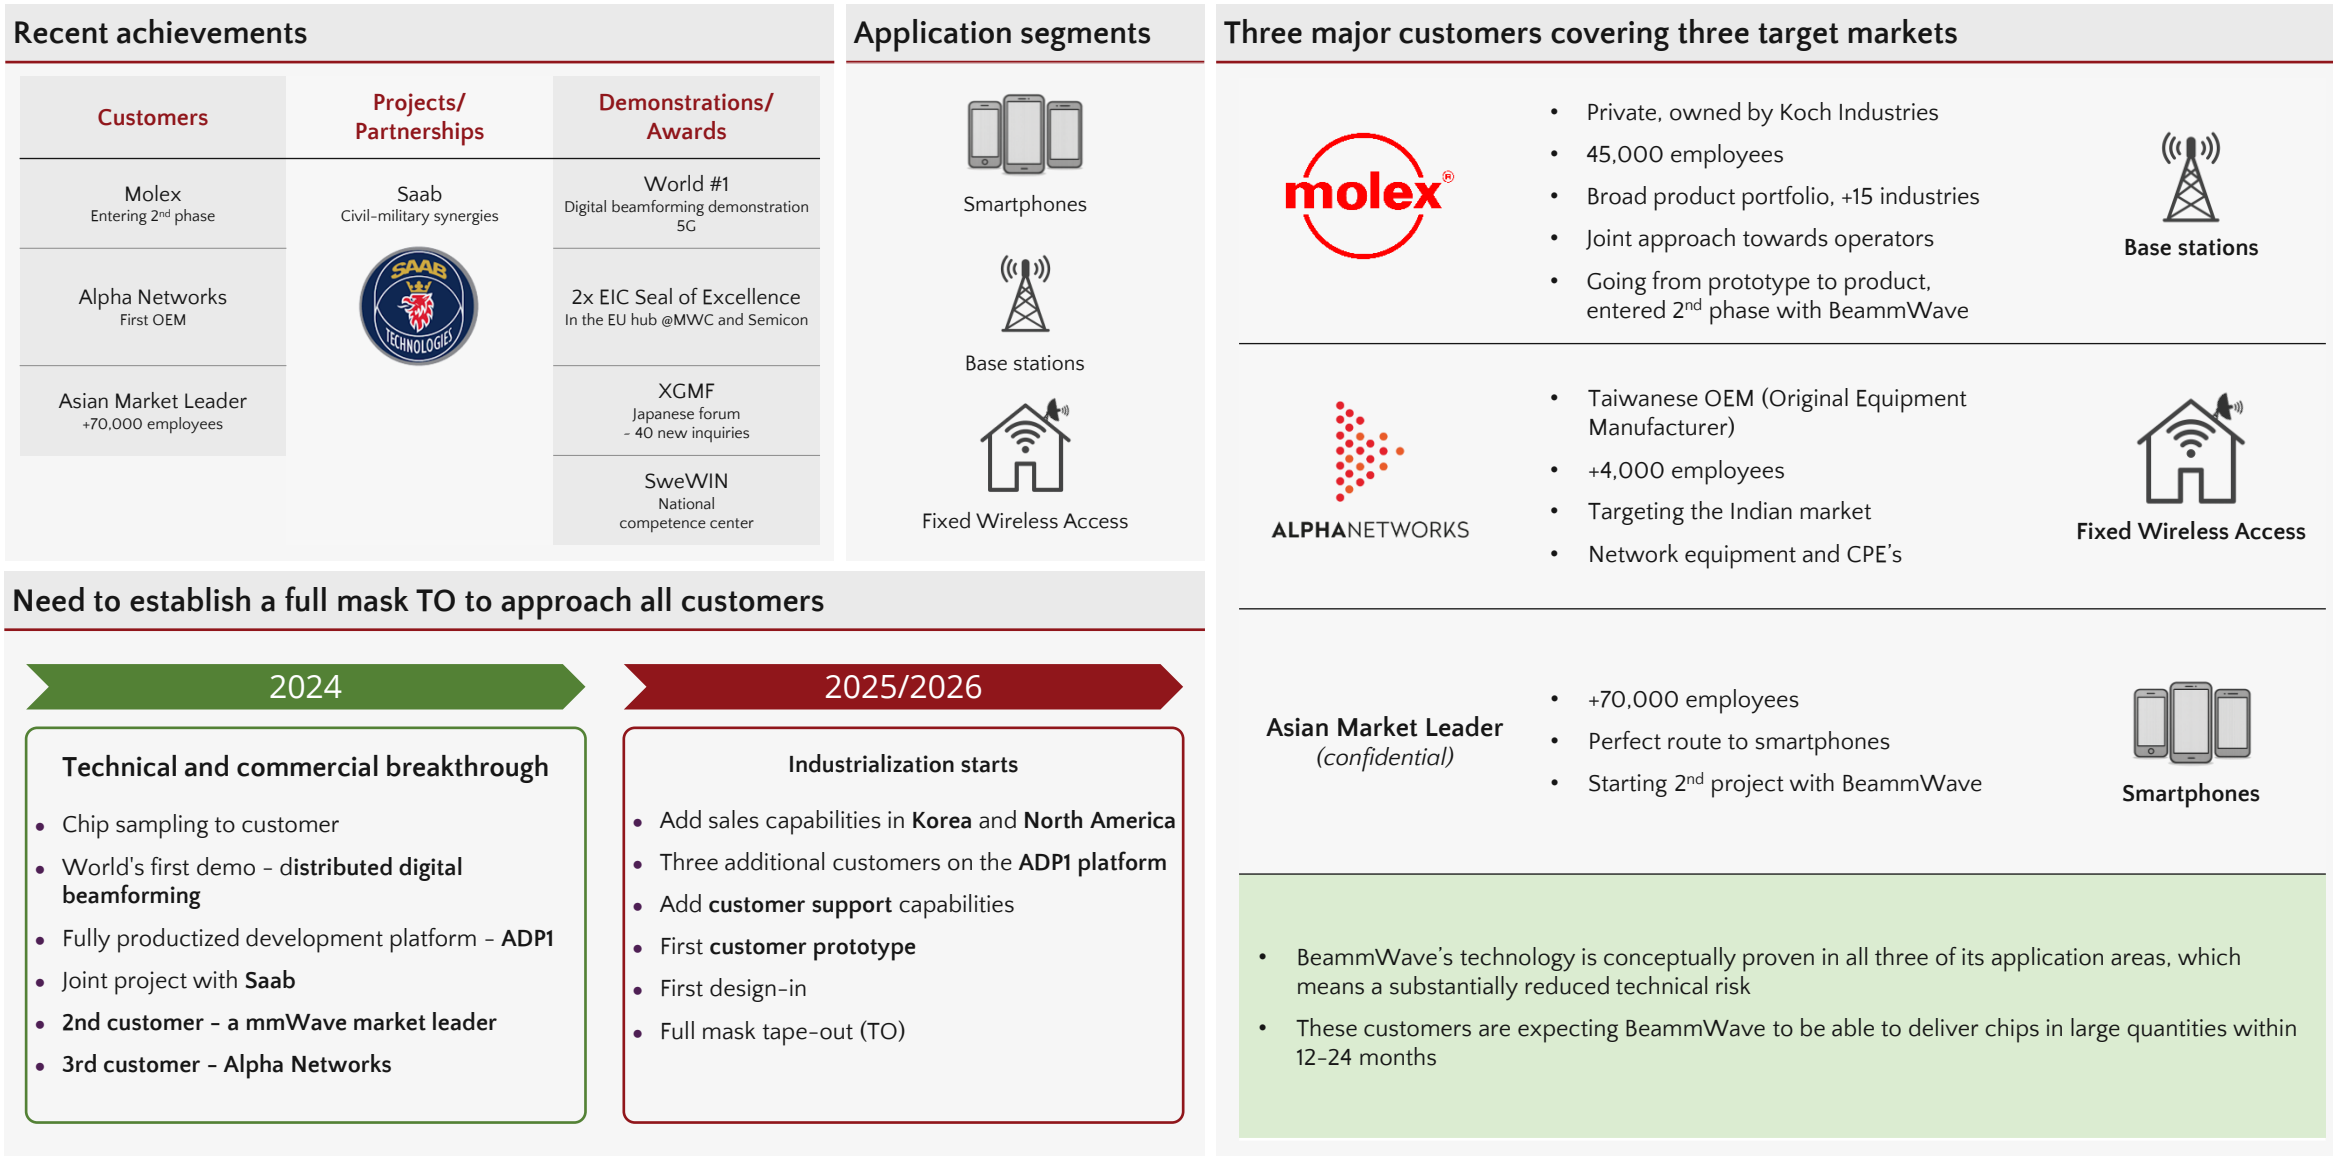 Recent achievements
Customers
Projects/
Partnerships
Demonstrations/
Awards
Molex
Entering 2nd phase
Saab
Civil-military synergies
World #1
Digital beamforming demonstration
5G
SAAB
TECHNOLOGIES
Alpha Networks
First OEM
2x EIC Seal of Excellence
In the EU hub @MWC and Semicon
Asian Market Leader
+70,000 employees
XGMF
Japanese forum
- 40 new inquiries
SweWIN
National
competence center
Application segments
Smartphones
Base stations
Fixed Wireless Access
Need to establish a full mask TO to approach all customers
2024
Technical and commercial breakthrough
• Chip sampling to customer
• World's first demo – distributed digital
beamforming
• Fully productized development platform – ADP1
• Joint project with Saab
• 2nd customer – a mmWave market leader
• 3rd customer – Alpha Networks
2025/2026
Industrialization starts
• Add sales capabilities in Korea and North America
• Three additional customers on the ADP1 platform
• Add customer support capabilities
• First customer prototype
• First design-in
• Full mask tape-out (TO)
Three major customers covering three target markets
molex®
• Private, owned by Koch Industries
• 45,000 employees
• Broad product portfolio, +15 industries
• Joint approach towards operators
• Going from prototype to product,
entered 2nd phase with BeammWave
Base stations
ALPHANETWORKS
• Taiwanese OEM (Original Equipment
Manufacturer)
• +4,000 employees
• Targeting the Indian market
• Network equipment and CPE's
Fixed Wireless Access
Asian Market Leader
(confidential)
• +70,000 employees
• Perfect route to smartphones
• Starting 2nd project with BeammWave
Smartphones
• BeammWave's technology is conceptually proven in all three of its application areas, which
means a substantially reduced technical risk
• These customers are expecting BeammWave to be able to deliver chips in large quantities within
12-24 months